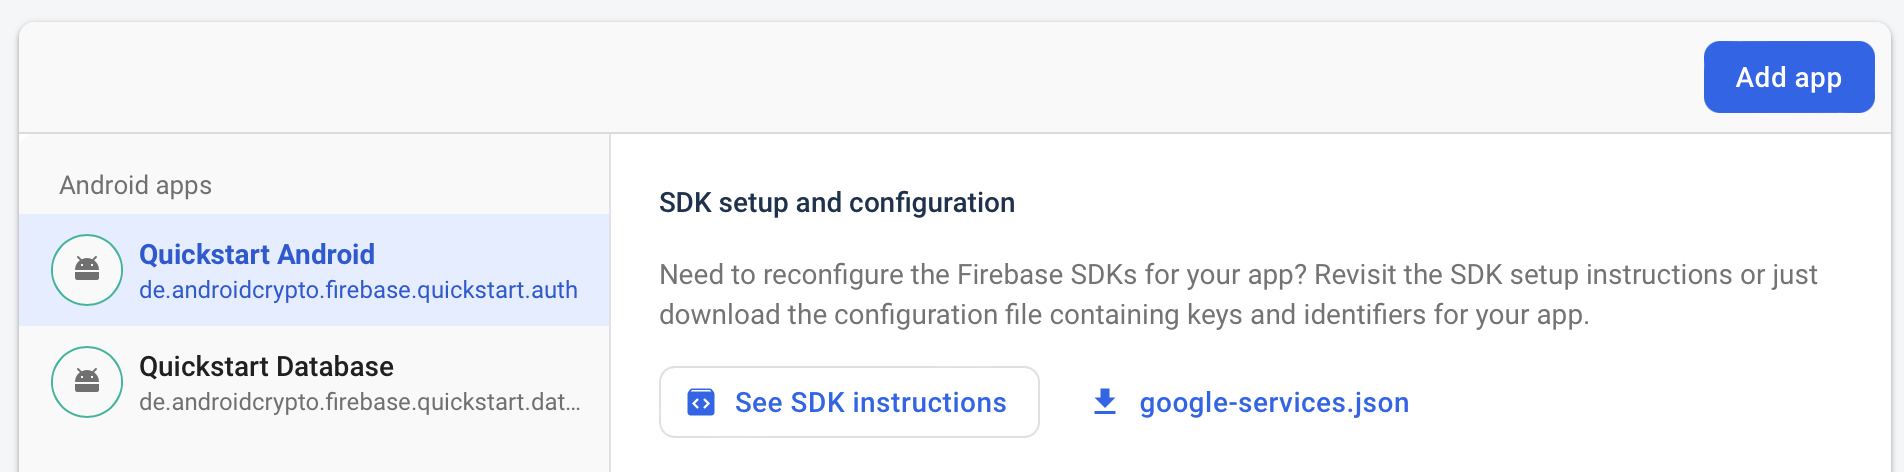 Add app
Android apps
Quickstart Android
de.androidcrypto.firebase.quickstart.auth
Quickstart Database
de.androidcrypto.firebase.quickstart.dat...
SDK setup and configuration
Need to reconfigure the Firebase SDKs for your app? Revisit the SDK setup instructions or just
download the configuration file containing keys and identifiers for your app.
See SDK instructions
google-services.json